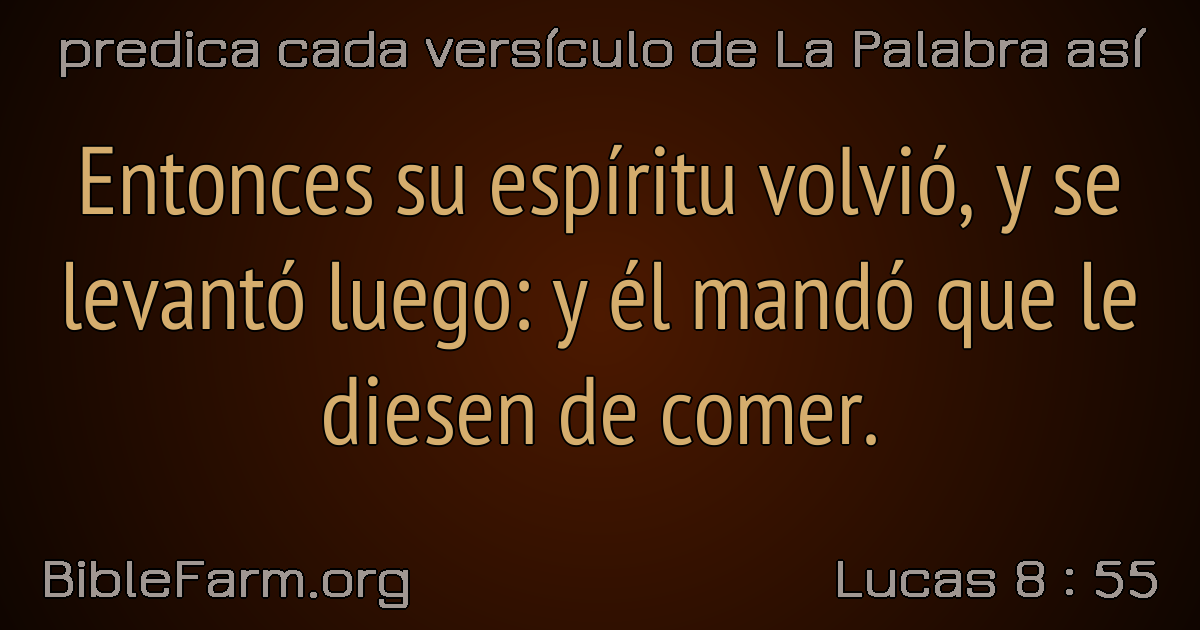 predica cada versículo de La Palabra así
Entonces su espíritu volvió, y se
levantó luego: y él mandó que le
diesen de comer.
BibleFarm.org
Lucas 8 : 55